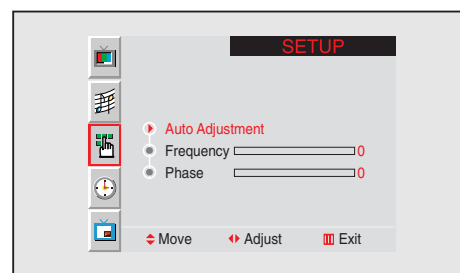 SETUP
Auto Adjustment
Frequency 0
Phase 0
Move Adjust Exit